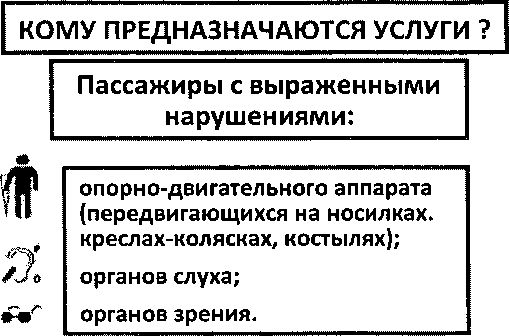 КОМУ ПРЕДНАЗНАЧАЮТСЯ УСЛУГИ ?
Пассажиры с выраженными
нарушениями:
опорно-двигательного аппарата
(передвигающихся на носилках.
креслах-колясках, костылях);
органов слуха;
органов зрения.